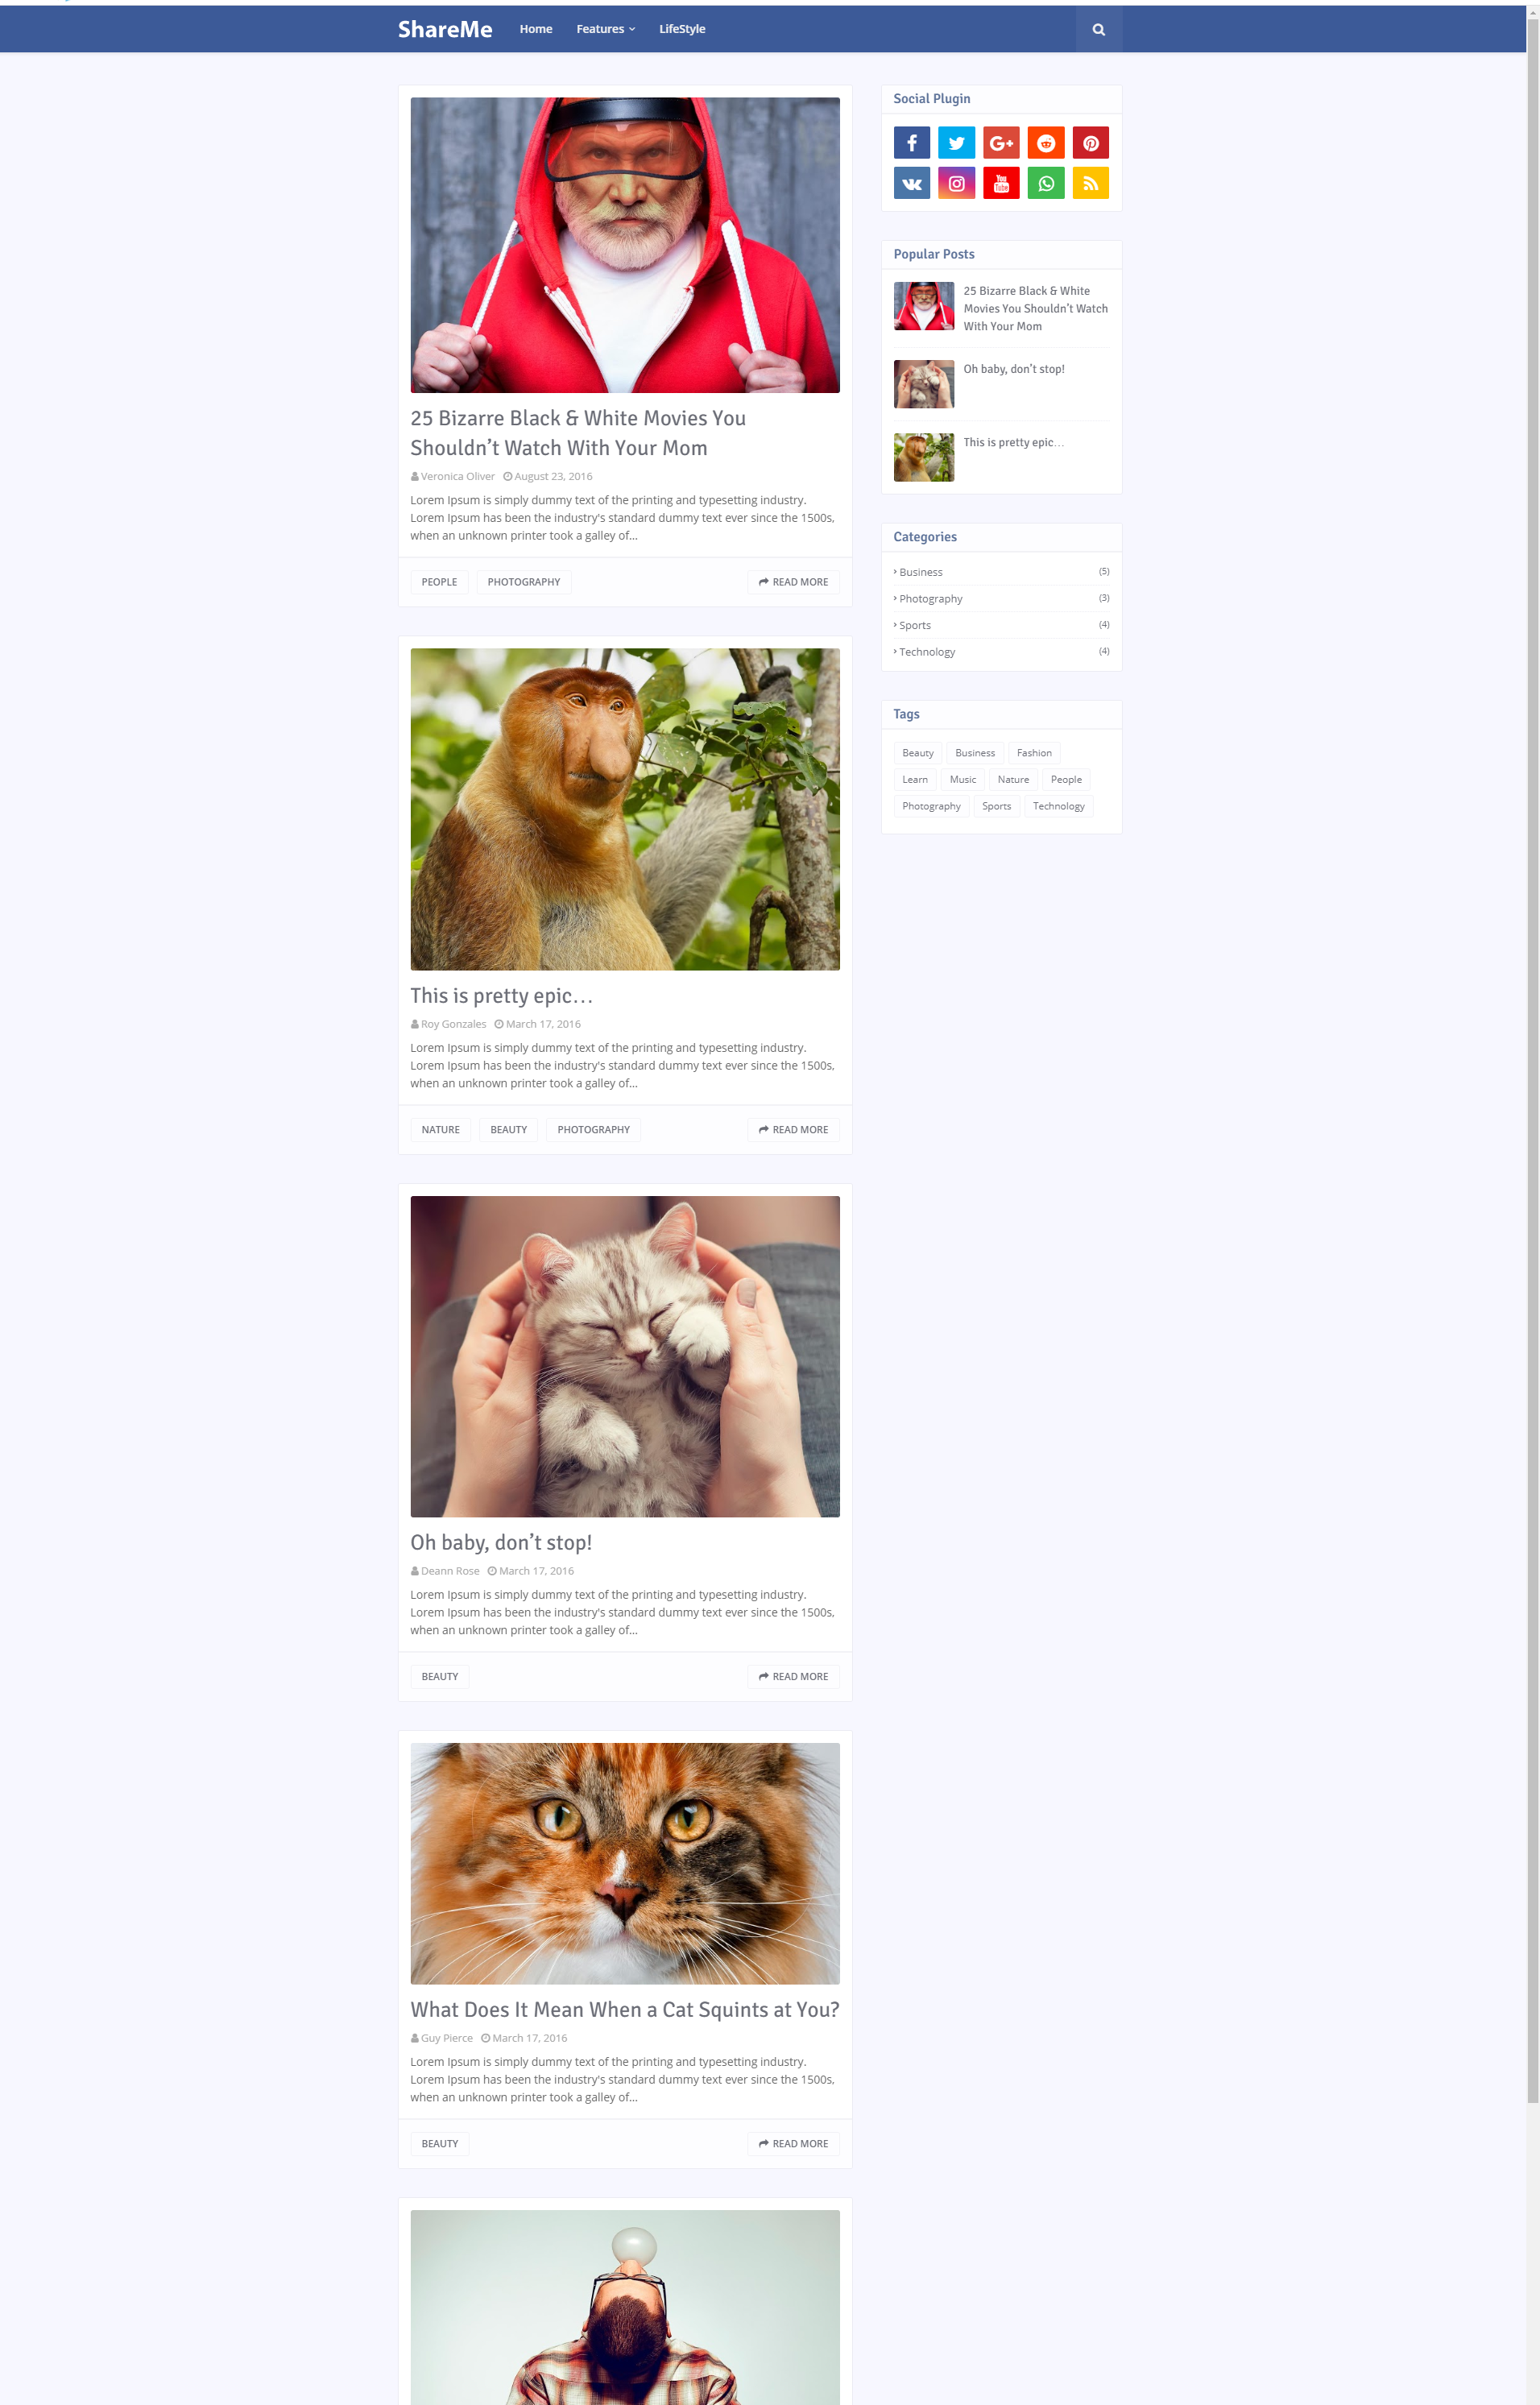 ShareMe Home Features LifeStyle
25 Bizarre Black & White Movies You
Shouldn’t Watch With Your Mom
Veronica Oliver August 23, 2016
Lorem Ipsum is simply dummy text of the printing and typesetting industry.
Lorem Ipsum has been the industry's standard dummy text ever since the 1500s,
when an unknown printer took a galley of...
PEOPLE PHOTOGRAPHY READ MORE
This is pretty epic…
Roy Gonzales March 17, 2016
Lorem Ipsum is simply dummy text of the printing and typesetting industry.
Lorem Ipsum has been the industry's standard dummy text ever since the 1500s,
when an unknown printer took a galley of...
NATURE BEAUTY PHOTOGRAPHY READ MORE
Oh baby, don’t stop!
Deann Rose March 17, 2016
Lorem Ipsum is simply dummy text of the printing and typesetting industry.
Lorem Ipsum has been the industry's standard dummy text ever since the 1500s,
when an unknown printer took a galley of...
BEAUTY READ MORE
What Does It Mean When a Cat Squints at You?
Guy Pierce March 17, 2016
Lorem Ipsum is simply dummy text of the printing and typesetting industry.
Lorem Ipsum has been the industry's standard dummy text ever since the 1500s,
when an unknown printer took a galley of...
BEAUTY READ MORE
Social Plugin
You
Tube
Popular Posts
25 Bizarre Black & White
Movies You Shouldn’t Watch
With Your Mom
Oh baby, don’t stop!
This is pretty epic…
Categories
Business (5)
Photography (3)
Sports (4)
Technology (4)
Tags
Beauty Business Fashion
Learn Music Nature People
Photography Sports Technology